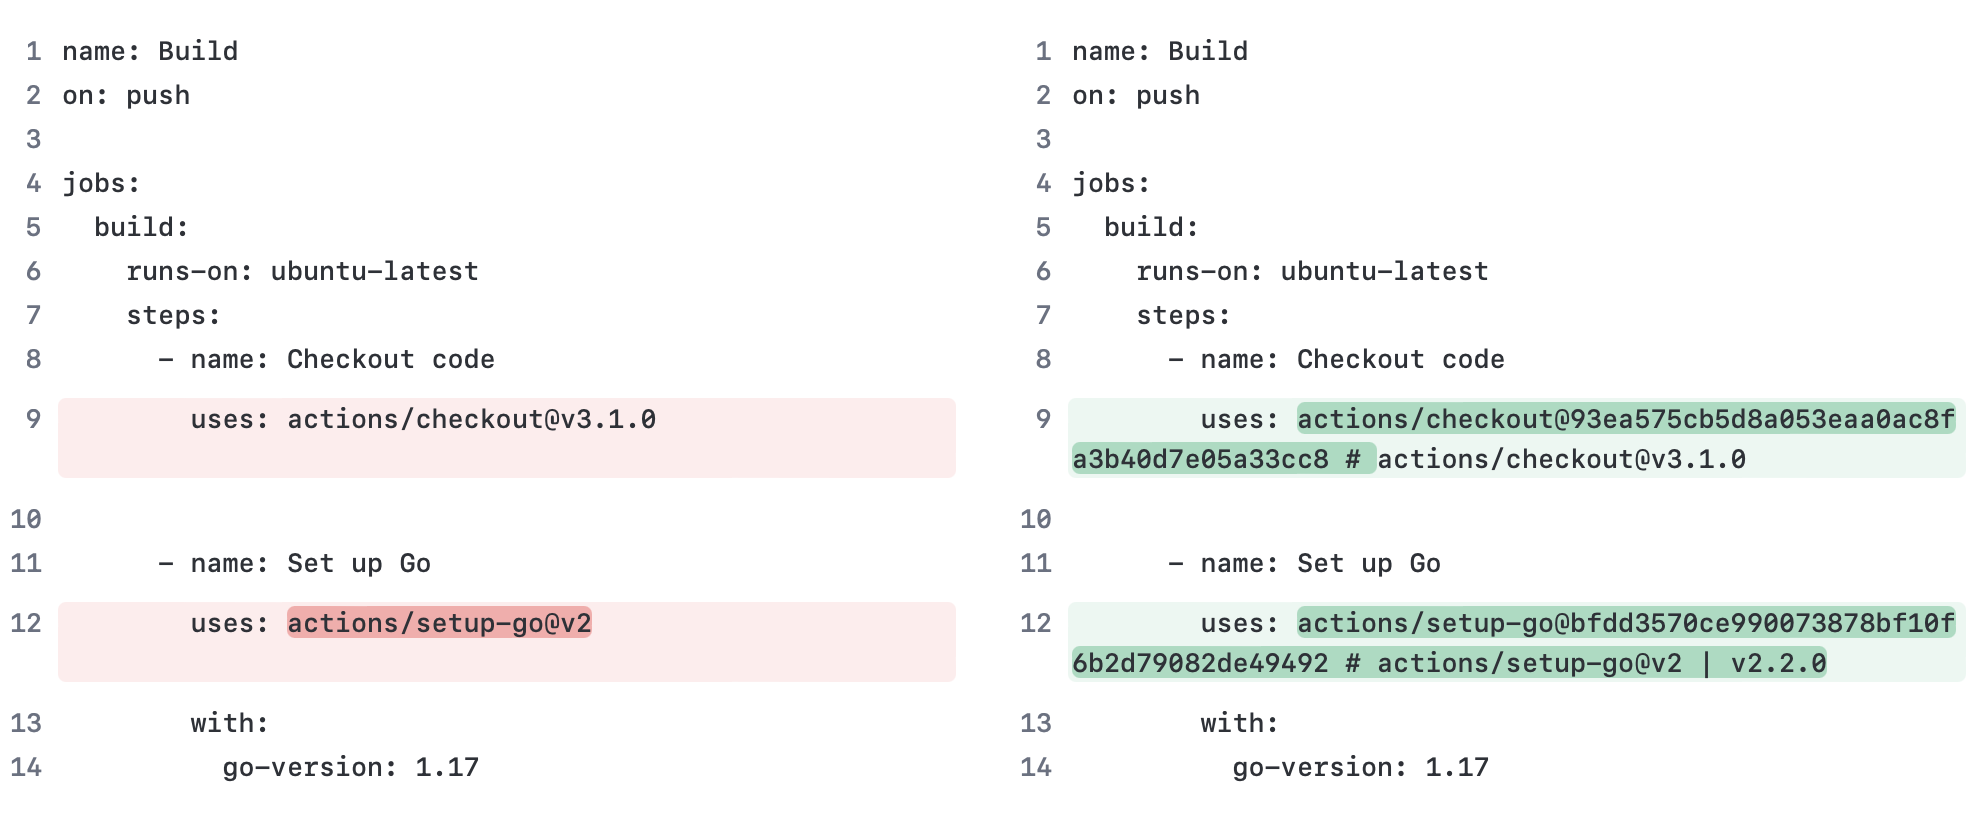 1 name: Build
2 on: push
3
4 jobs:
5   build:
6     runs-on: ubuntu-latest
7     steps:
8       - name: Checkout code
9         uses: actions/checkout@v3.1.0
10
11       - name: Set up Go
12         uses: actions/setup-go@v2
13         with:
14           go-version: 1.17
1 name: Build
2 on: push
3
4 jobs:
5   build:
6     runs-on: ubuntu-latest
7     steps:
8       - name: Checkout code
9         uses: actions/checkout@93ea575cb5d8a053eaa0ac8f
a3b40d7e05a33cc8 # actions/checkout@v3.1.0
10
11       - name: Set up Go
12         uses: actions/setup-go@bfdd3570ce990073878bf10f
6b2d79082de49492 # actions/setup-go@v2 | v2.2.0
13         with:
14           go-version: 1.17